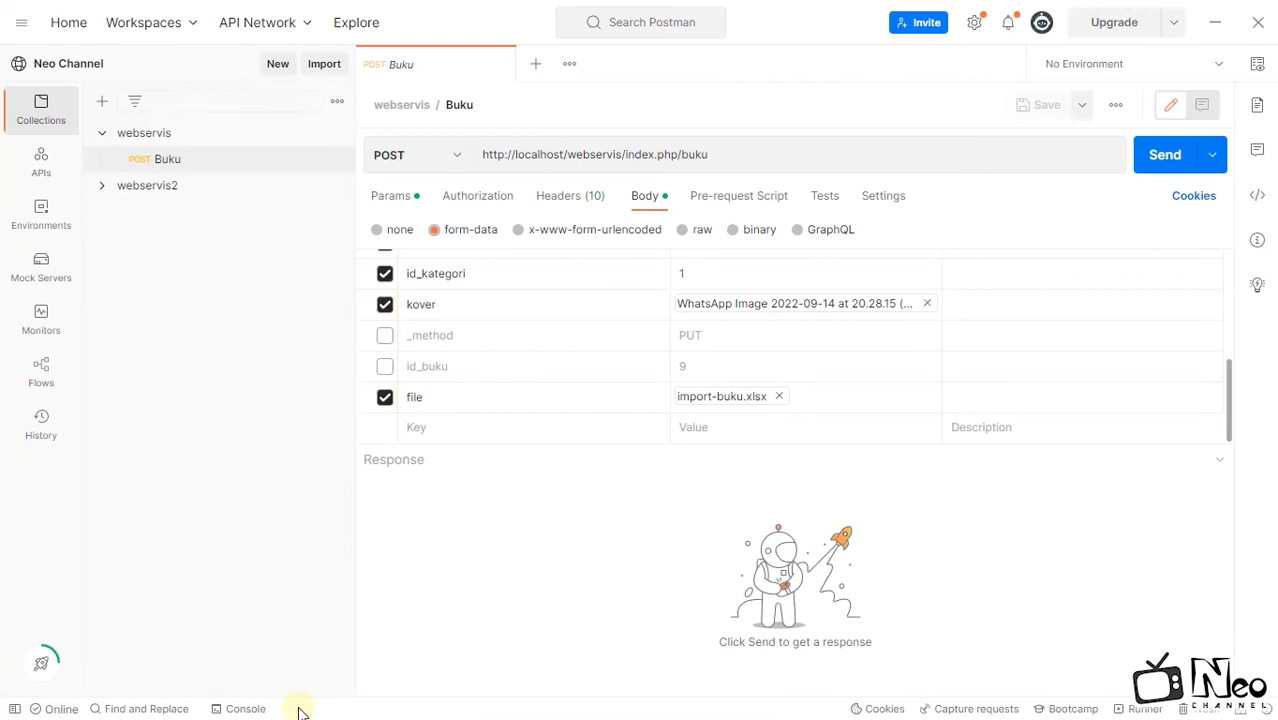 Home Workspaces API Network Explore Search Postman Invite Upgrade
Neo Channel New Import POST Buku No Environment
Collections
APIs
Environments
Mock Servers
Monitors
Flows
History
webservis
POST Buku
webservis2
webservis / Buku Save
POST http://localhost/webservis/index.php/buku Send
Params Authorization Headers (10) Body Pre-request Script Tests Settings Cookies
none form-data x-www-form-urlencoded raw binary GraphQL
id_kategori 1
kover WhatsApp Image 2022-09-14 at 20.28.15 (...
_method PUT
id_buku 9
file import-buku.xlsx
Key Value Description
Response
Click Send to get a response
Neo
CHANNEL
Online Find and Replace Console Cookies Capture requests Bootcamp Runner Trash